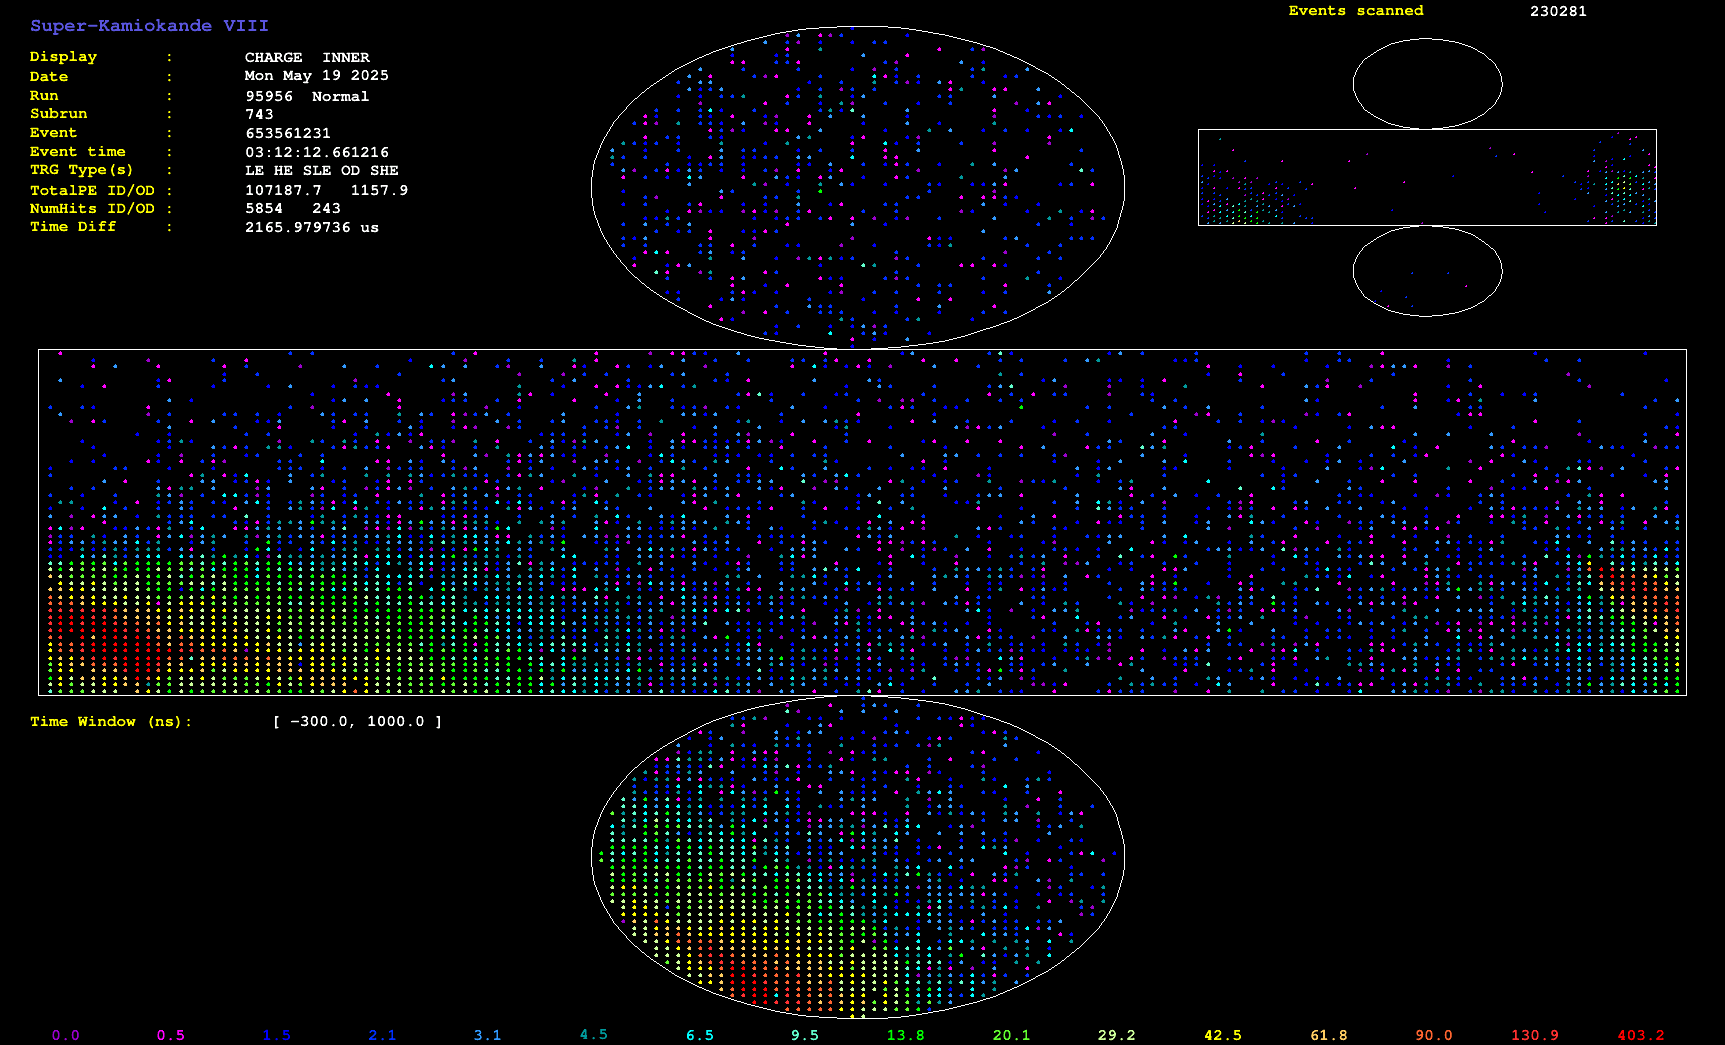 Super-Kamiokande VIII
Events scanned 230281
Display : CHARGE INNER
Date : Mon May 19 2025
Run : 95956 Normal
Subrun : 743
Event : 653561231
Event time : 03:12:12.661216
TRG Type(s) : LE HE SLE OD SHE
TotalPE ID/OD : 107187.7 1157.9
NumHits ID/OD : 5854 243
Time Diff : 2165.979736 us
Time Window (ns): [ -300.0, 1000.0 ]
0.0 0.5 1.5 2.1 3.1 4.5 6.5 9.5 13.8 20.1 29.2 42.5 61.8 90.0 130.9 403.2